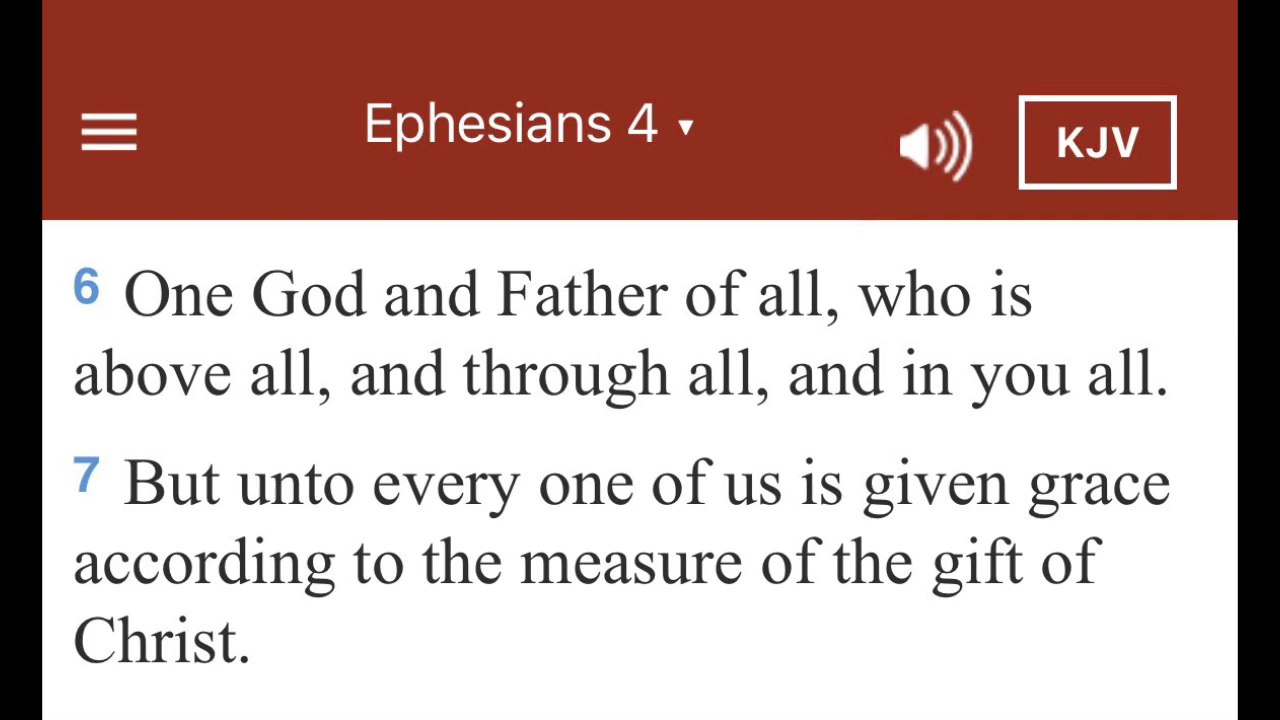 Ephesians 4 ▾
KJV
6 One God and Father of all, who is
above all, and through all, and in you all.
7 But unto every one of us is given grace
according to the measure of the gift of
Christ.